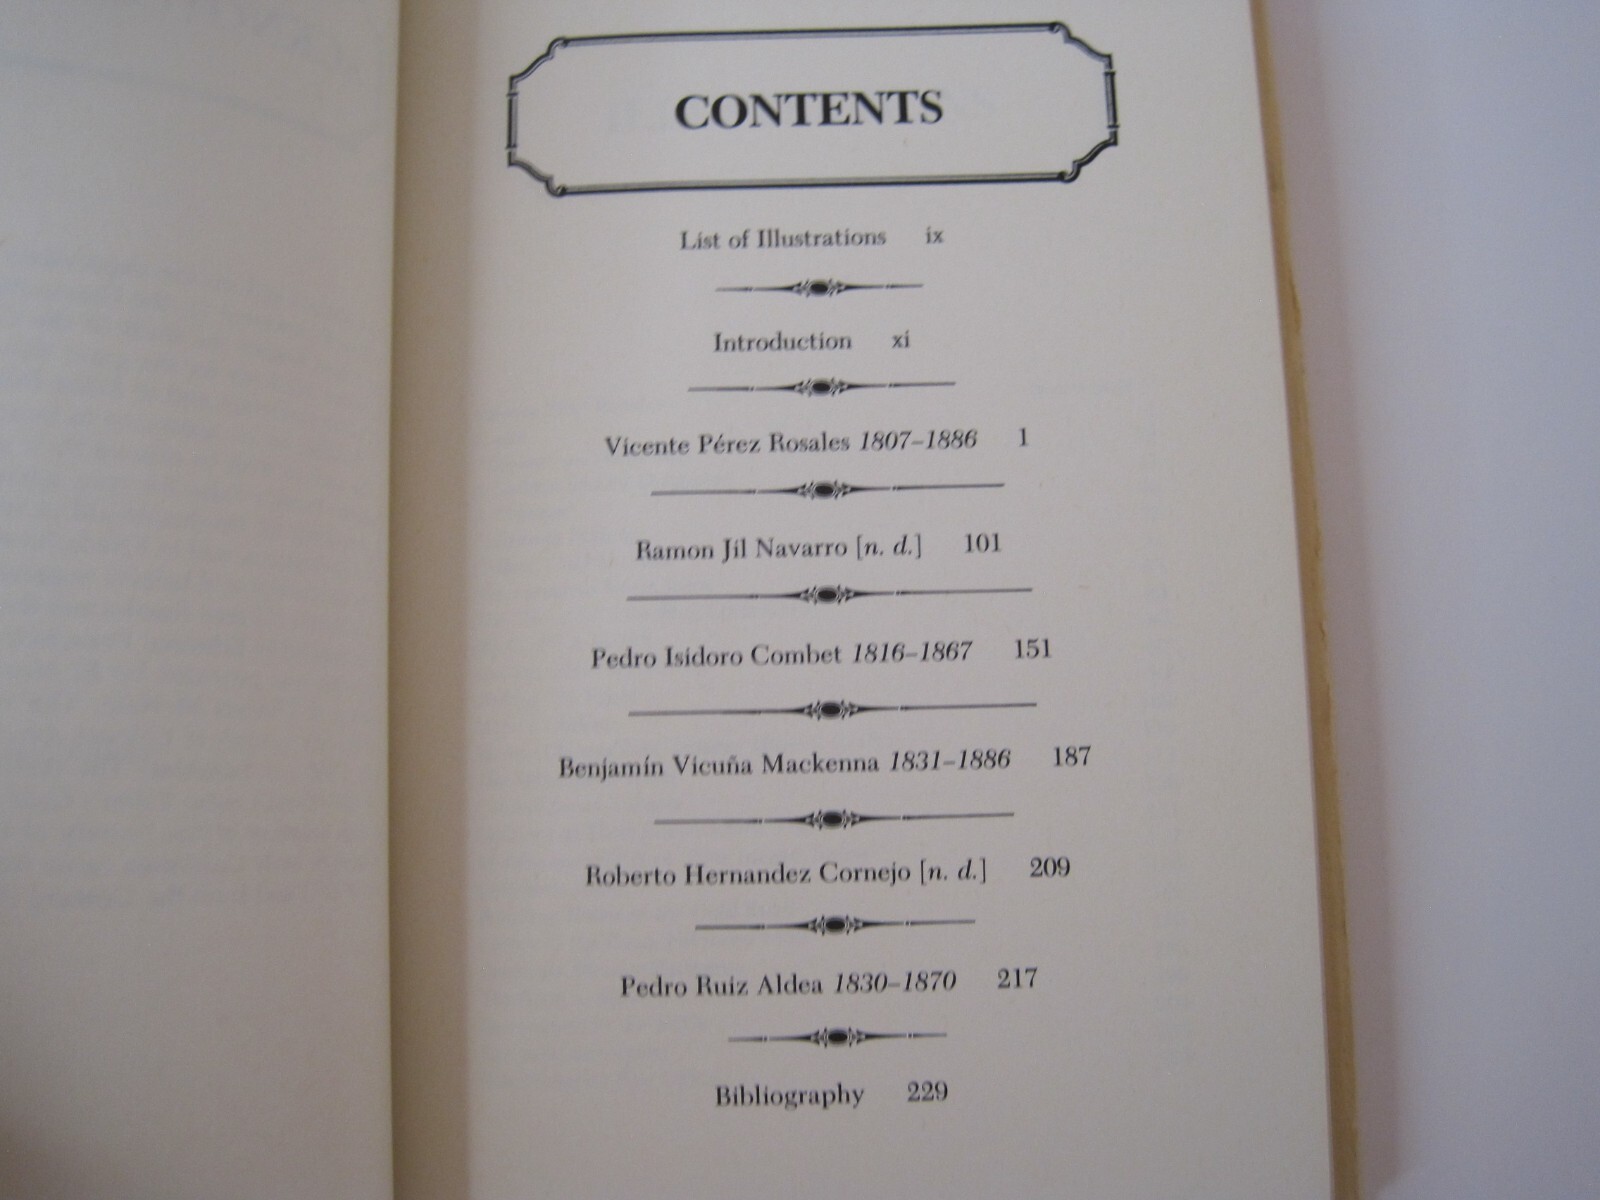 CONTENTS
List of Illustrations ix
Introduction xi
Vicente Pérez Rosales 1807–1886 1
Ramon Jil Navarro [n. d.] 101
Pedro Isidoro Combet 1816–1867 151
Benjamín Vicuña Mackenna 1831–1886 187
Roberto Hernandez Cornejo [n. d.] 209
Pedro Ruiz Aldea 1830–1870 217
Bibliography 229